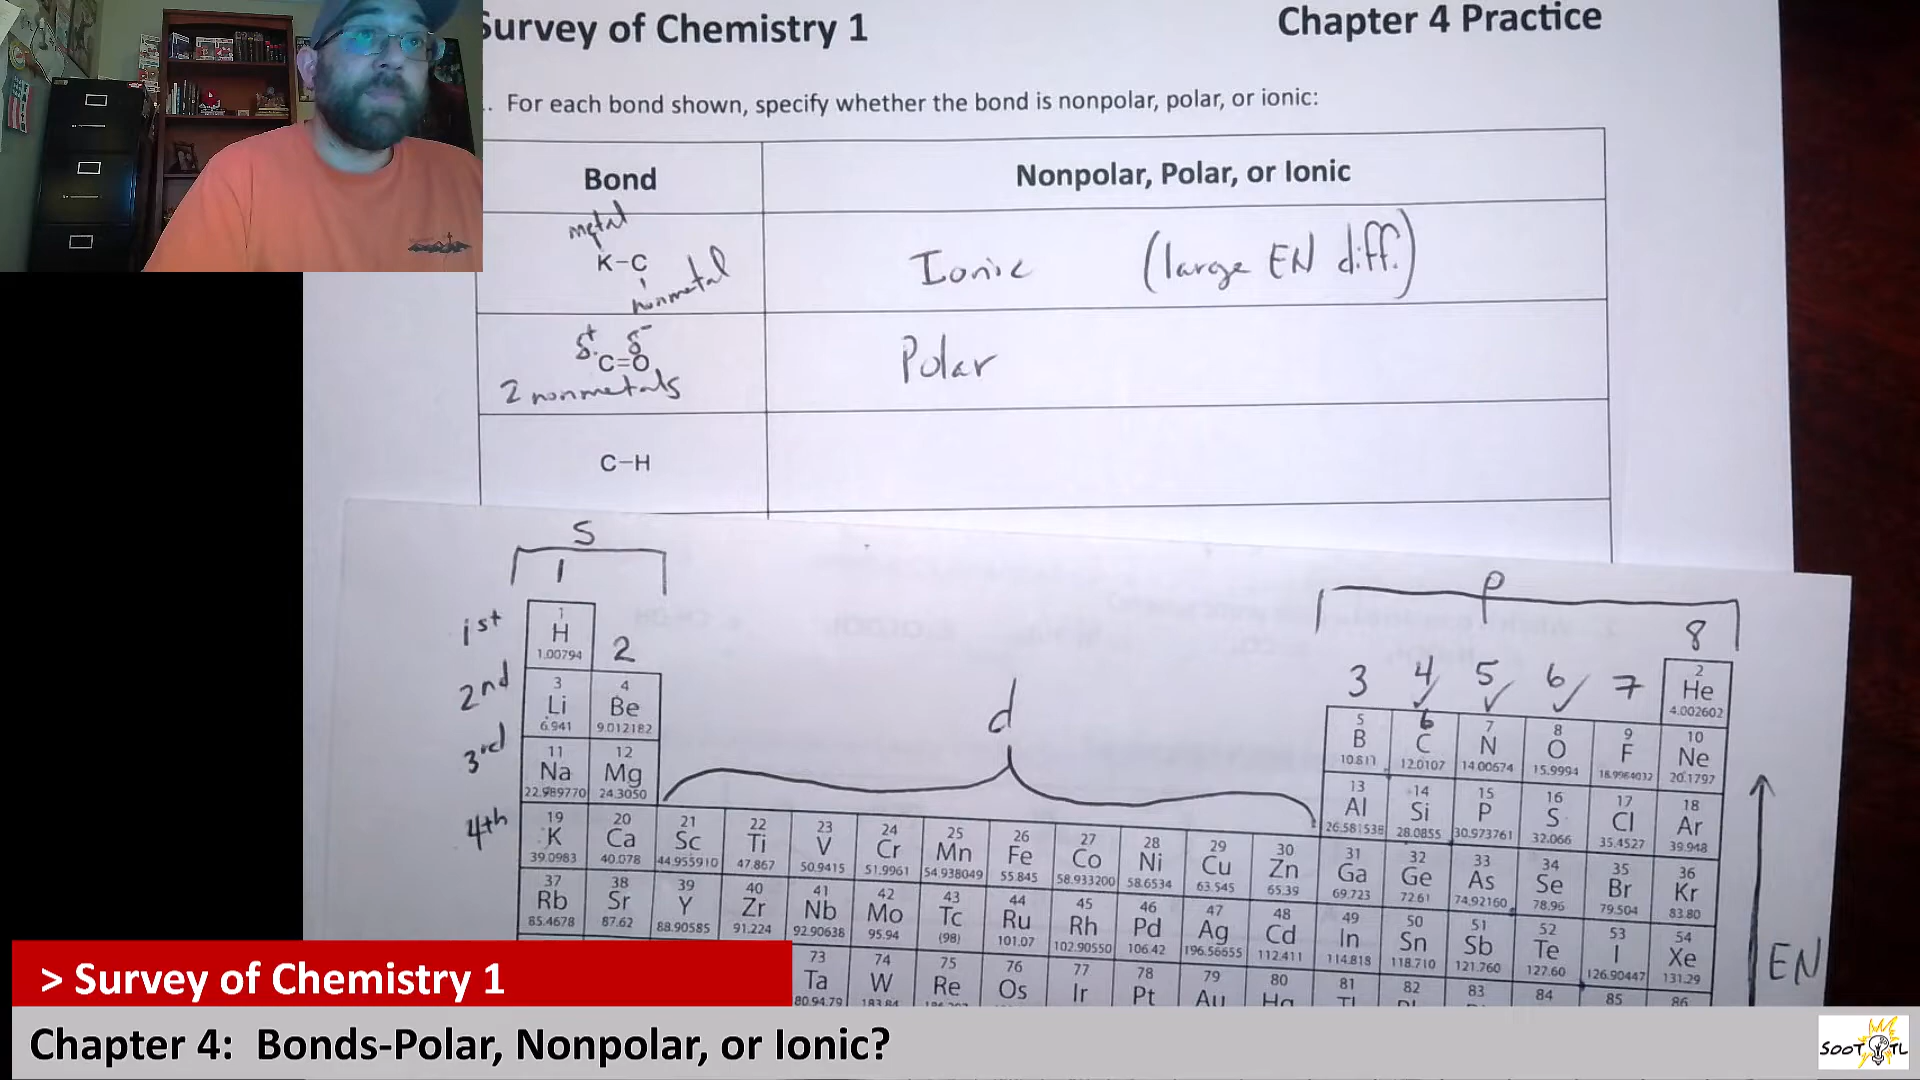 Survey of Chemistry 1
Chapter 4 Practice
. For each bond shown, specify whether the bond is nonpolar, polar, or ionic:
Bond
Nonpolar, Polar, or Ionic
metal
K–C
nonmetal
Ionic (large EN diff.)
δ+ δ-
C=O
2 nonmetals
Polar
C–H
s
p
d
1
2
3 4 5 6 7
8
1st
2nd
3rd
4th
1
H
1.00794
2
He
4.002602
3 4 5 6 7 8 9 10
Li Be B C N O F Ne
6.941 9.012182 12.0107 14.00674 15.9994 20.1797
11 12 13 14 15 16 17 18
Na Mg Al Si P S Cl Ar
22.989770 24.3050 28.0855 30.973761 32.066 35.4527 39.948
19 20 21 22 23 24 25 26 27 28 29 30 31 32 33 34 35 36
K Ca Sc Ti V Cr Mn Fe Co Ni Cu Zn Ga Ge As Se Br Kr
39.0983 40.078 44.955910 47.867 50.9415 51.9961 54.938049 55.845 58.933200 58.6534 63.545 65.39 69.723 72.61 74.92160 78.96 79.504 83.80
37 38 39 40 41 42 43 44 45 46 47 48 49 50 51 52 53 54
Rb Sr Y Zr Nb Mo Tc Ru Rh Pd Ag Cd In Sn Sb Te I Xe
85.4678 87.62 88.90585 91.224 92.90638 95.94 (98) 101.07 102.90550 106.42 196.56655 112.411 114.818 118.710 121.760 127.60 126.90447 131.29
73 74 75 76 77 78 79 80 81 82 83 84 85 86
Ta W Re Os Ir Pt Au Hg Tl
EN
> Survey of Chemistry 1
Chapter 4: Bonds-Polar, Nonpolar, or Ionic?
SOOTTL